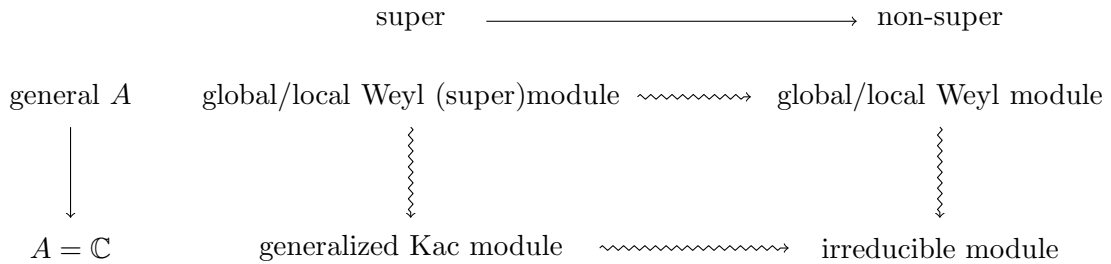 super non-super
general A global/local Weyl (super)module global/local Weyl module
A = ℂ generalized Kac module irreducible module